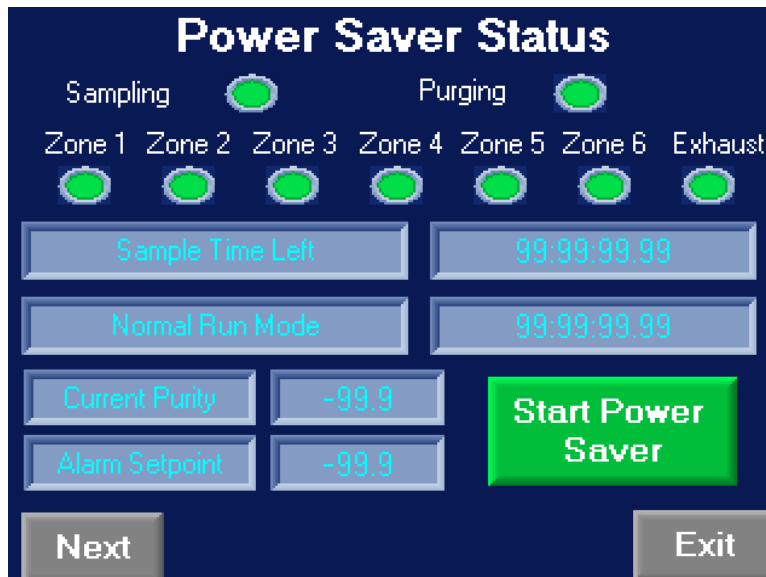 Power Saver Status
Sampling Purging
Zone 1 Zone 2 Zone 3 Zone 4 Zone 5 Zone 6 Exhaust
Sample Time Left 99:99:99.99
Normal Run Mode 99:99:99.99
Current Purity -99.9
Alarm Setpoint -99.9
Start Power
Saver
Next Exit